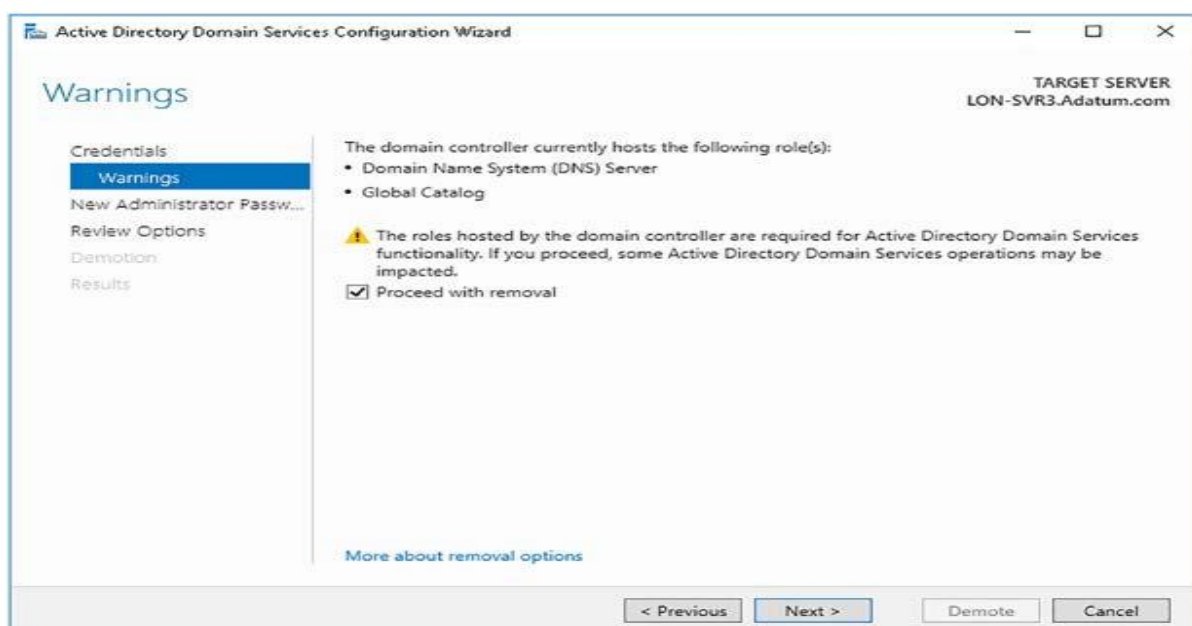 Active Directory Domain Services Configuration Wizard
Warnings
TARGET SERVER
LON-SVR3.Adatum.com
Credentials
Warnings
New Administrator Passw...
Review Options
Demotion
Results
The domain controller currently hosts the following role(s):
• Domain Name System (DNS) Server
• Global Catalog
The roles hosted by the domain controller are required for Active Directory Domain Services
functionality. If you proceed, some Active Directory Domain Services operations may be
impacted.
Proceed with removal
More about removal options
< Previous
Next >
Demote
Cancel